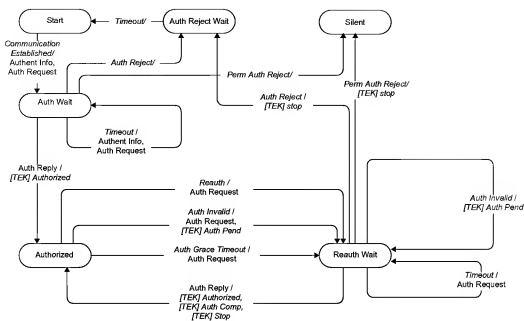 Start
Timeout/
Auth Reject Wait
Silent
Communication
Established/
Authent Info,
Auth Request
Auth Reject/
Perm Auth Reject/
Auth Reject /
[TEK] stop
Perm Auth Reject/
[TEK] stop
Auth Wait
Timeout /
Authent Info,
Auth Request
Auth Reply /
[TEK] Authorized
Reauth /
Auth Request
Auth Invalid /
Auth Request,
[TEK] Auth Pend
Auth Invalid /
[TEK] Auth Pend
Authorized
Auth Grace Timeout /
Auth Request
Reauth Wait
Timeout /
Auth Request
Auth Reply /
[TEK] Authorized,
[TEK] Auth Comp,
[TEK] Stop